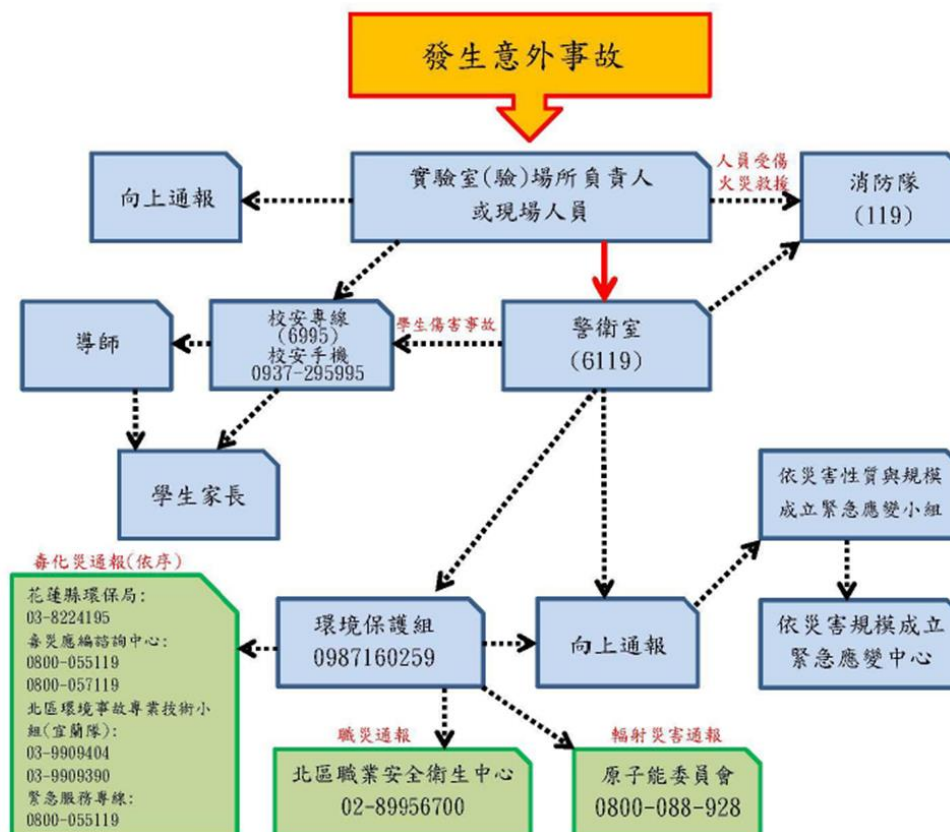 發生意外事故
實驗室(驗)場所負責人
或現場人員
向上通報
人員受傷
火災救援
消防隊
(119)
導師
校安專線
(6995)
校安手機
0937-295995
學生傷害事故
警衛室
(6119)
學生家長
依災害性質與規模
成立緊急應變小組
毒化災通報(依序)
花蓮縣環保局:
03-8224195
毒災應編諮詢中心:
0800-055119
0800-057119
北區環境事故專業技術小
組(宜蘭隊):
03-9909404
03-9909390
緊急服務專線:
0800-055119
環境保護組
0987160259
向上通報
依災害規模成立
緊急應變中心
職災通報
北區職業安全衛生中心
02-89956700
輻射災害通報
原子能委員會
0800-088-928